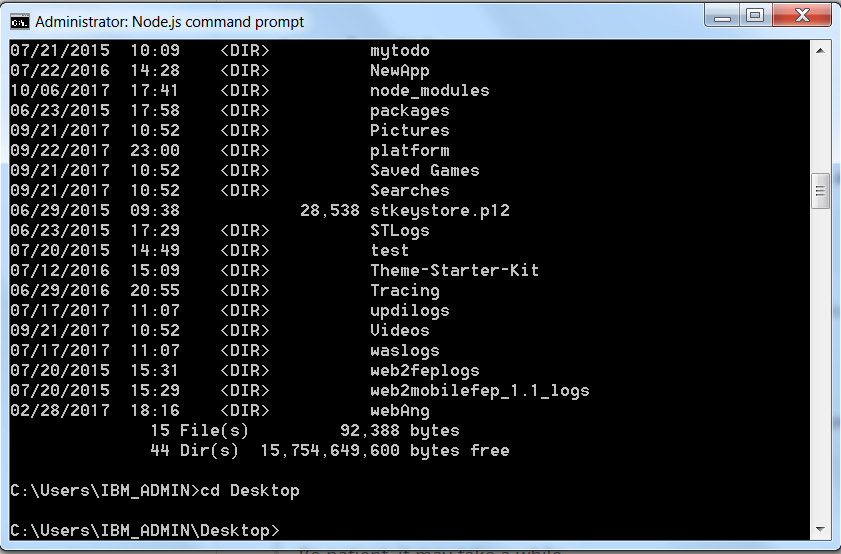 Administrator: Node.js command prompt
07/21/2015  10:09    <DIR>          mytodo
07/22/2016  14:28    <DIR>          NewApp
10/06/2017  17:41    <DIR>          node_modules
06/23/2015  17:58    <DIR>          packages
09/21/2017  10:52    <DIR>          Pictures
09/22/2017  23:00    <DIR>          platform
09/21/2017  10:52    <DIR>          Saved Games
09/21/2017  10:52    <DIR>          Searches
06/29/2015  09:38            28,538 stkeystore.p12
06/23/2015  17:29    <DIR>          STLogs
07/20/2015  14:49    <DIR>          test
07/12/2016  15:09    <DIR>          Theme-Starter-Kit
06/29/2016  20:55    <DIR>          Tracing
07/17/2017  11:07    <DIR>          updilogs
09/21/2017  10:52    <DIR>          Videos
07/17/2017  11:07    <DIR>          waslogs
07/20/2015  15:31    <DIR>          web2feplogs
07/20/2015  15:29    <DIR>          web2mobilefep_1.1_logs
02/28/2017  18:16    <DIR>          webAng
              15 File(s)         92,388 bytes
              44 Dir(s)  15,754,649,600 bytes free
C:\Users\IBM_ADMIN>cd Desktop
C:\Users\IBM_ADMIN\Desktop>